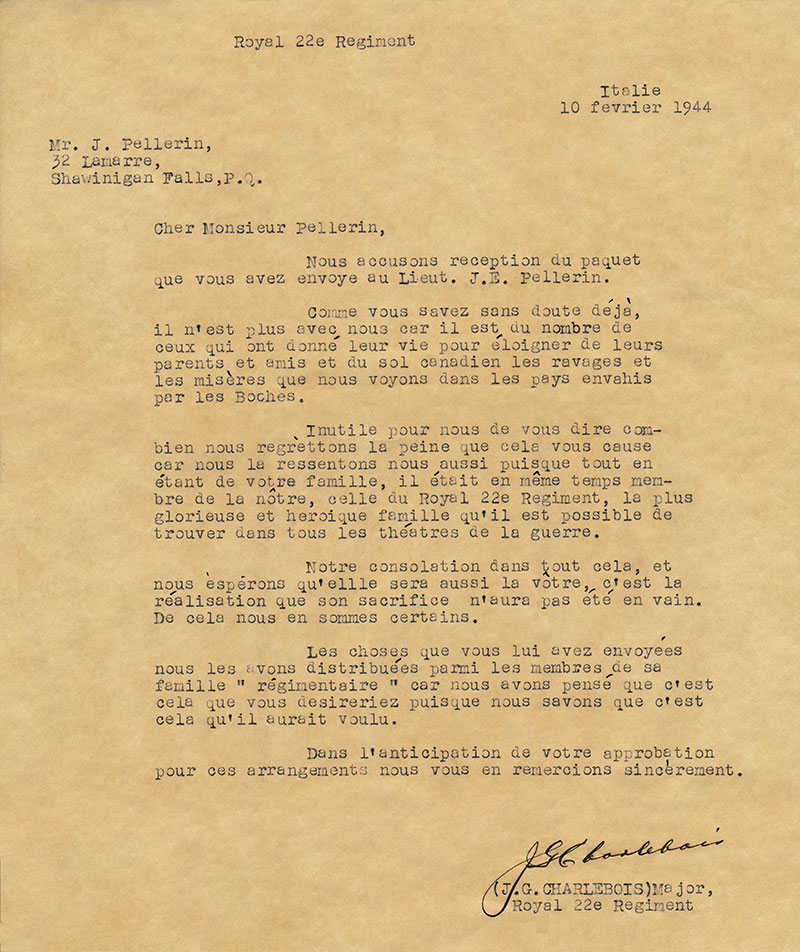 Royal 22e Regiment
Italie
10 fevrier 1944
Mr. J. Pellerin,
32 Lamarre,
Shawinigan Falls,P.Q.
Cher Monsieur Pellerin,
Nous accusons reception du paquet
que vous avez envoye au Lieut. J.E. Pellerin.
Comme vous savez sans doute déjà,
il n'est plus avec nous car il est du nombre de
ceux qui ont donné leur vie pour éloigner de leurs
parents et amis et du sol canadien les ravages et
les misères que nous voyons dans les pays envahis
par les Boches.
Inutile pour nous de vous dire com-
bien nous regrèttons la peine que cela vous cause
car nous la ressentons nous aussi puisque tout en
étant de votre famille, il était en même temps mem-
bre de la nôtre, celle du Royal 22e Regiment, la plus
glorieuse et heroique famille qu'il est possible de
trouver dans tous les théatres de la guerre.
Notre consolation dans tout cela, et
nous espérons qu'ellle sera aussi la vôtre, c'est la
réalisation que son sacrifice n'aura pas été en vain.
De cela nous en sommes certains.
Les choses que vous lui avez envoyées
nous les avons distribuées parmi les membres de sa
famille " régimentaire " car nous avons pensé que c'est
cela que vous desireriez puisque nous savons que c'est
cela qu'il aurait voulu.
Dans l'anticipation de votre approbation
pour ces arrangements nous vous en remercions sincèrement.
JGCharlebois
(J.G.CHARLEBOIS)Major,
Royal 22e Regiment